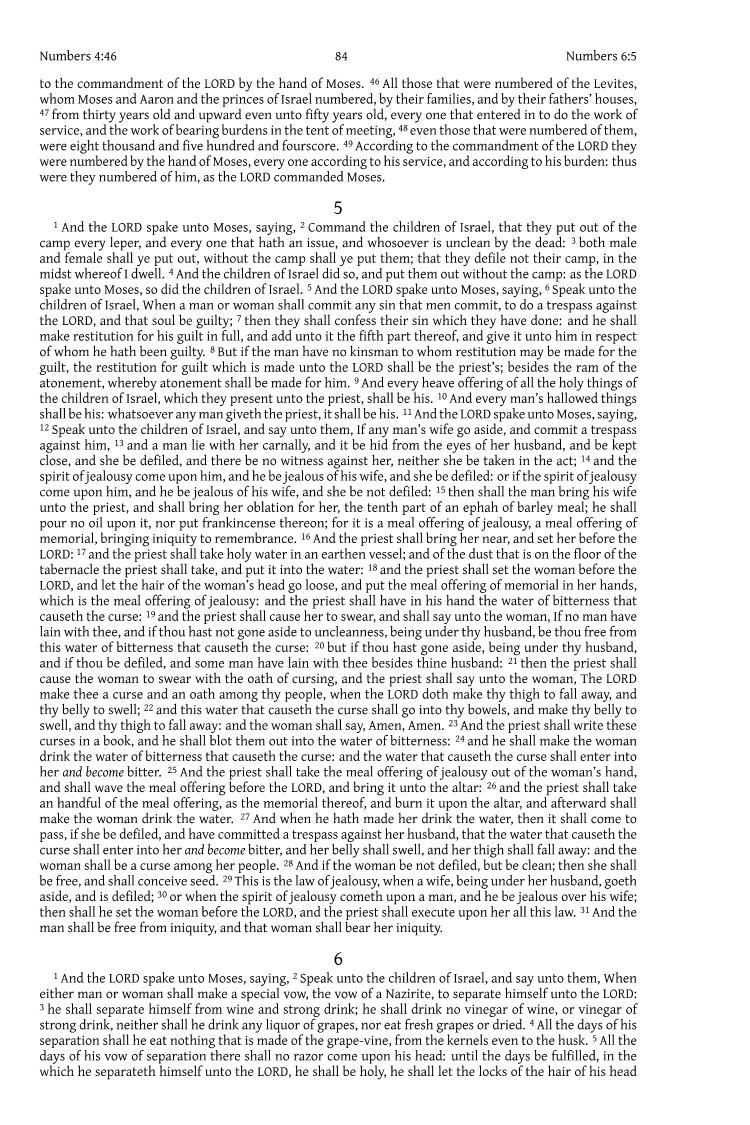 Numbers 4:46 84 Numbers 6:5
to the commandment of the LORD by the hand of Moses. 46 All those that were numbered of the Levites,
whom Moses and Aaron and the princes of Israel numbered, by their families, and by their fathers’ houses,
47 from thirty years old and upward even unto fifty years old, every one that entered in to do the work of
service, and the work of bearing burdens in the tent of meeting, 48 even those that were numbered of them,
were eight thousand and five hundred and fourscore. 49 According to the commandment of the LORD they
were numbered by the hand of Moses, every one according to his service, and according to his burden: thus
were they numbered of him, as the LORD commanded Moses.
5
1 And the LORD spake unto Moses, saying, 2 Command the children of Israel, that they put out of the
camp every leper, and every one that hath an issue, and whosoever is unclean by the dead: 3 both male
and female shall ye put out, without the camp shall ye put them; that they defile not their camp, in the
midst whereof I dwell. 4 And the children of Israel did so, and put them out without the camp: as the LORD
spake unto Moses, so did the children of Israel. 5 And the LORD spake unto Moses, saying, 6 Speak unto the
children of Israel, When a man or woman shall commit any sin that men commit, to do a trespass against
the LORD, and that soul be guilty; 7 then they shall confess their sin which they have done: and he shall
make restitution for his guilt in full, and add unto it the fifth part thereof, and give it unto him in respect
of whom he hath been guilty. 8 But if the man have no kinsman to whom restitution may be made for the
guilt, the restitution for guilt which is made unto the LORD shall be the priest’s; besides the ram of the
atonement, whereby atonement shall be made for him. 9 And every heave offering of all the holy things of
the children of Israel, which they present unto the priest, shall be his. 10 And every man’s hallowed things
shall be his: whatsoever any man giveth the priest, it shall be his. 11 And the LORD spake unto Moses, saying,
12 Speak unto the children of Israel, and say unto them, If any man’s wife go aside, and commit a trespass
against him, 13 and a man lie with her carnally, and it be hid from the eyes of her husband, and be kept
close, and she be defiled, and there be no witness against her, neither she be taken in the act; 14 and the
spirit of jealousy come upon him, and he be jealous of his wife, and she be defiled: or if the spirit of jealousy
come upon him, and he be jealous of his wife, and she be not defiled: 15 then shall the man bring his wife
unto the priest, and shall bring her oblation for her, the tenth part of an ephah of barley meal; he shall
pour no oil upon it, nor put frankincense thereon; for it is a meal offering of jealousy, a meal offering of
memorial, bringing iniquity to remembrance. 16 And the priest shall bring her near, and set her before the
LORD: 17 and the priest shall take holy water in an earthen vessel; and of the dust that is on the floor of the
tabernacle the priest shall take, and put it into the water: 18 and the priest shall set the woman before the
LORD, and let the hair of the woman’s head go loose, and put the meal offering of memorial in her hands,
which is the meal offering of jealousy: and the priest shall have in his hand the water of bitterness that
causeth the curse: 19 and the priest shall cause her to swear, and shall say unto the woman, If no man have
lain with thee, and if thou hast not gone aside to uncleanness, being under thy husband, be thou free from
this water of bitterness that causeth the curse: 20 but if thou hast gone aside, being under thy husband,
and if thou be defiled, and some man have lain with thee besides thine husband: 21 then the priest shall
cause the woman to swear with the oath of cursing, and the priest shall say unto the woman, The LORD
make thee a curse and an oath among thy people, when the LORD doth make thy thigh to fall away, and
thy belly to swell; 22 and this water that causeth the curse shall go into thy bowels, and make thy belly to
swell, and thy thigh to fall away: and the woman shall say, Amen, Amen. 23 And the priest shall write these
curses in a book, and he shall blot them out into the water of bitterness: 24 and he shall make the woman
drink the water of bitterness that causeth the curse: and the water that causeth the curse shall enter into
her and become bitter. 25 And the priest shall take the meal offering of jealousy out of the woman’s hand,
and shall wave the meal offering before the LORD, and bring it unto the altar: 26 and the priest shall take
an handful of the meal offering, as the memorial thereof, and burn it upon the altar, and afterward shall
make the woman drink the water. 27 And when he hath made her drink the water, then it shall come to
pass, if she be defiled, and have committed a trespass against her husband, that the water that causeth the
curse shall enter into her and become bitter, and her belly shall swell, and her thigh shall fall away: and the
woman shall be a curse among her people. 28 And if the woman be not defiled, but be clean; then she shall
be free, and shall conceive seed. 29 This is the law of jealousy, when a wife, being under her husband, goeth
aside, and is defiled; 30 or when the spirit of jealousy cometh upon a man, and he be jealous over his wife;
then shall he set the woman before the LORD, and the priest shall execute upon her all this law. 31 And the
man shall be free from iniquity, and that woman shall bear her iniquity.
6
1 And the LORD spake unto Moses, saying, 2 Speak unto the children of Israel, and say unto them, When
either man or woman shall make a special vow, the vow of a Nazirite, to separate himself unto the LORD:
3 he shall separate himself from wine and strong drink; he shall drink no vinegar of wine, or vinegar of
strong drink, neither shall he drink any liquor of grapes, nor eat fresh grapes or dried. 4 All the days of his
separation shall he eat nothing that is made of the grape-vine, from the kernels even to the husk. 5 All the
days of his vow of separation there shall no razor come upon his head: until the days be fulfilled, in the
which he separateth himself unto the LORD, he shall be holy, he shall let the locks of the hair of his head